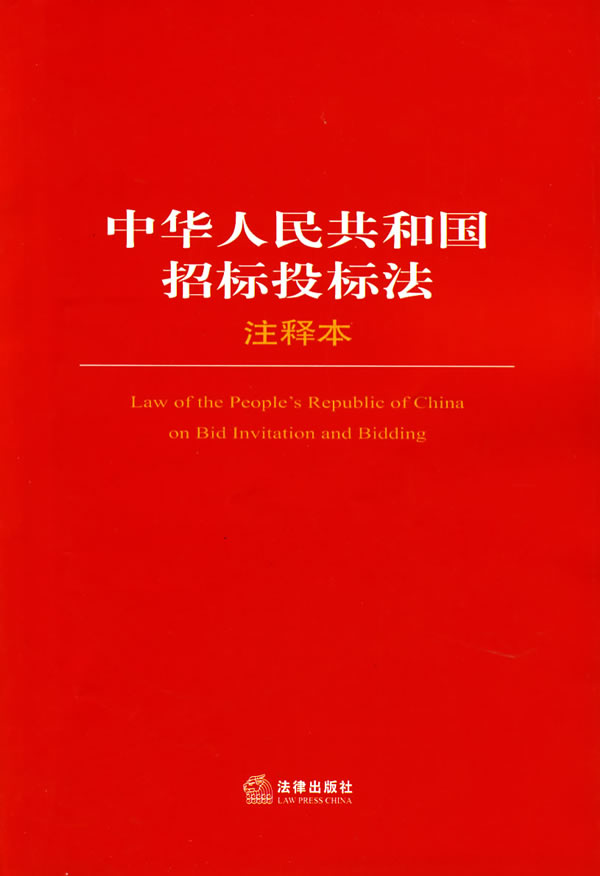 中华人民共和国
招标投标法
注释本
Law of the People's Republic of China
on Bid Invitation and Bidding
法律出版社
LAW PRESS CHINA